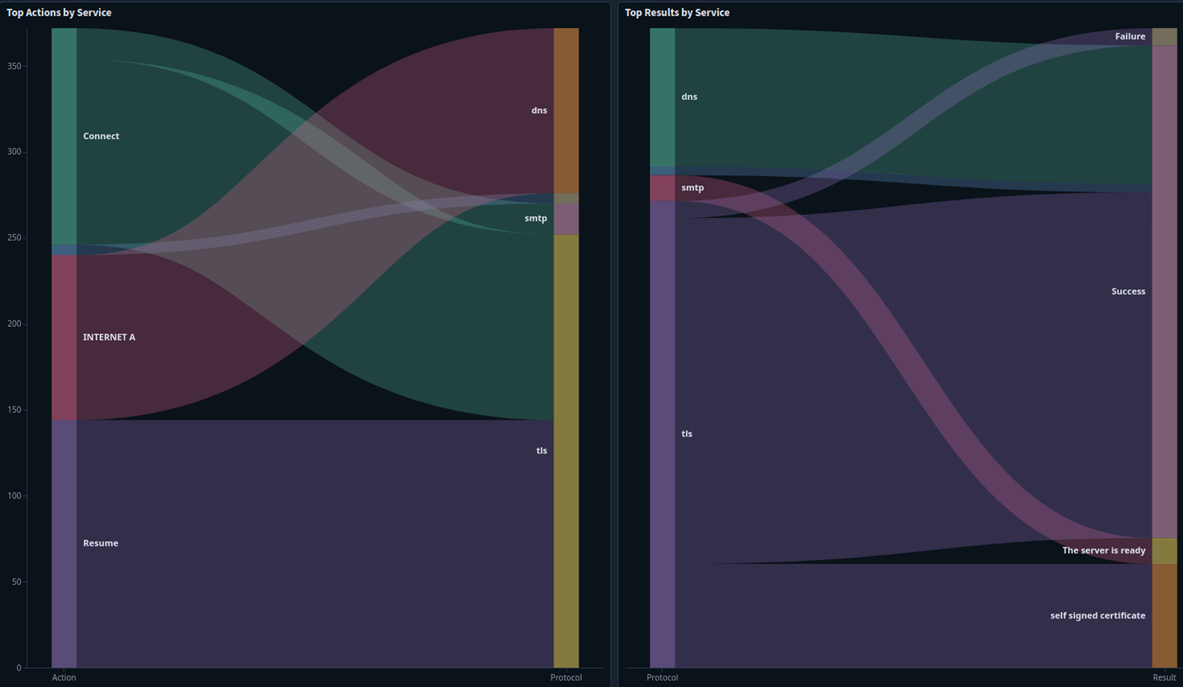 Top Actions by Service
350
300
250
200
150
100
50
0
Connect
INTERNET A
Resume
dns
smtp
tls
Action
Protocol
Top Results by Service
dns
smtp
tls
Failure
Success
The server is ready
self signed certificate
Protocol
Result